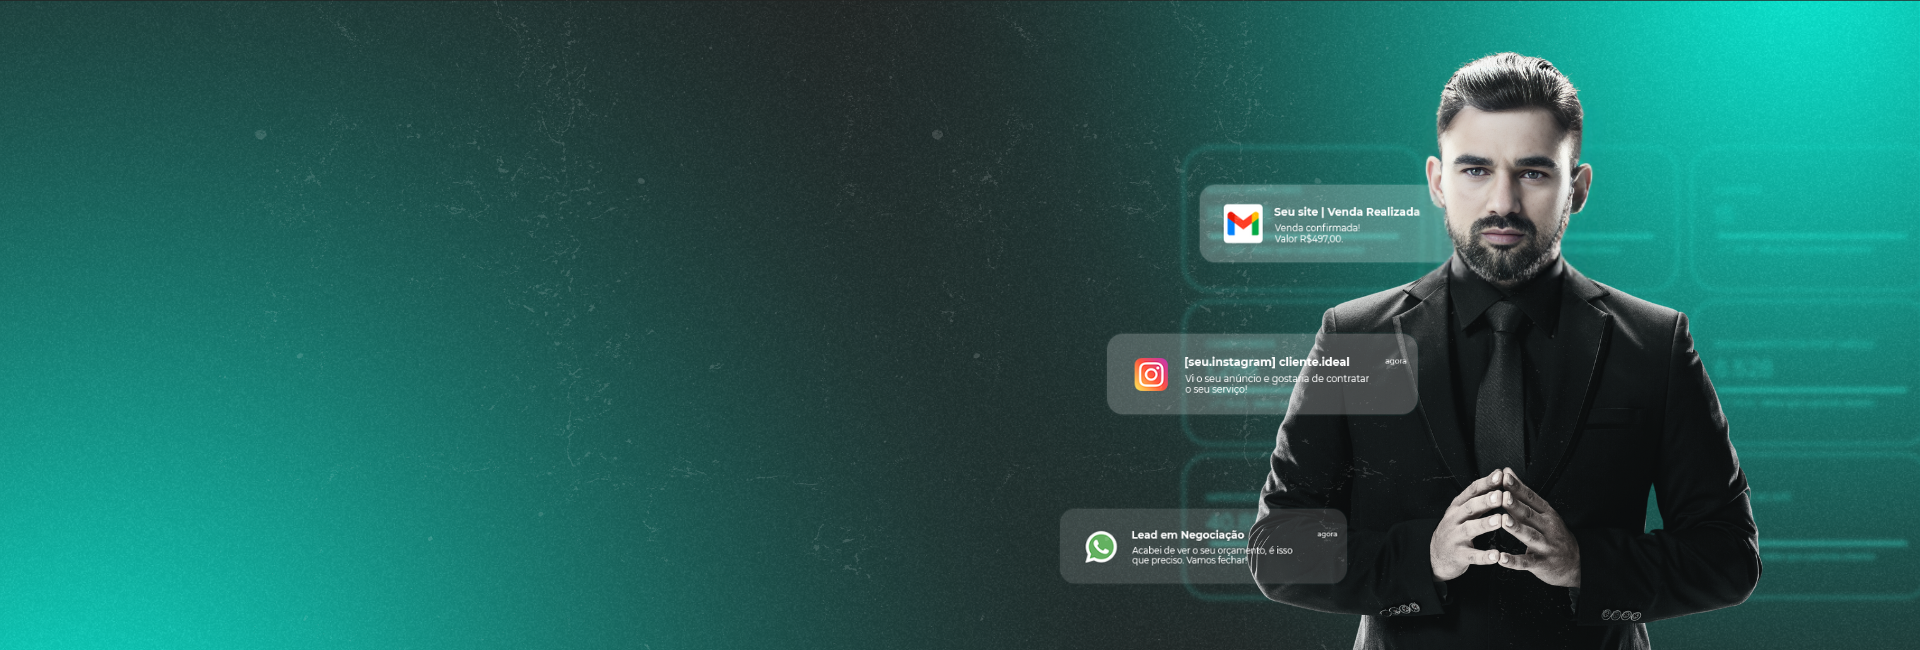 Seu site | Venda Realizada
Venda confirmada!
Valor R$497,00.
[seu.instagram] cliente.ideal
agora
Vi o seu anúncio e gostaria de contratar
o seu serviço!
Lead em Negociação
agora
Acabei de ver o seu orçamento, é isso
que preciso. Vamos fechar!